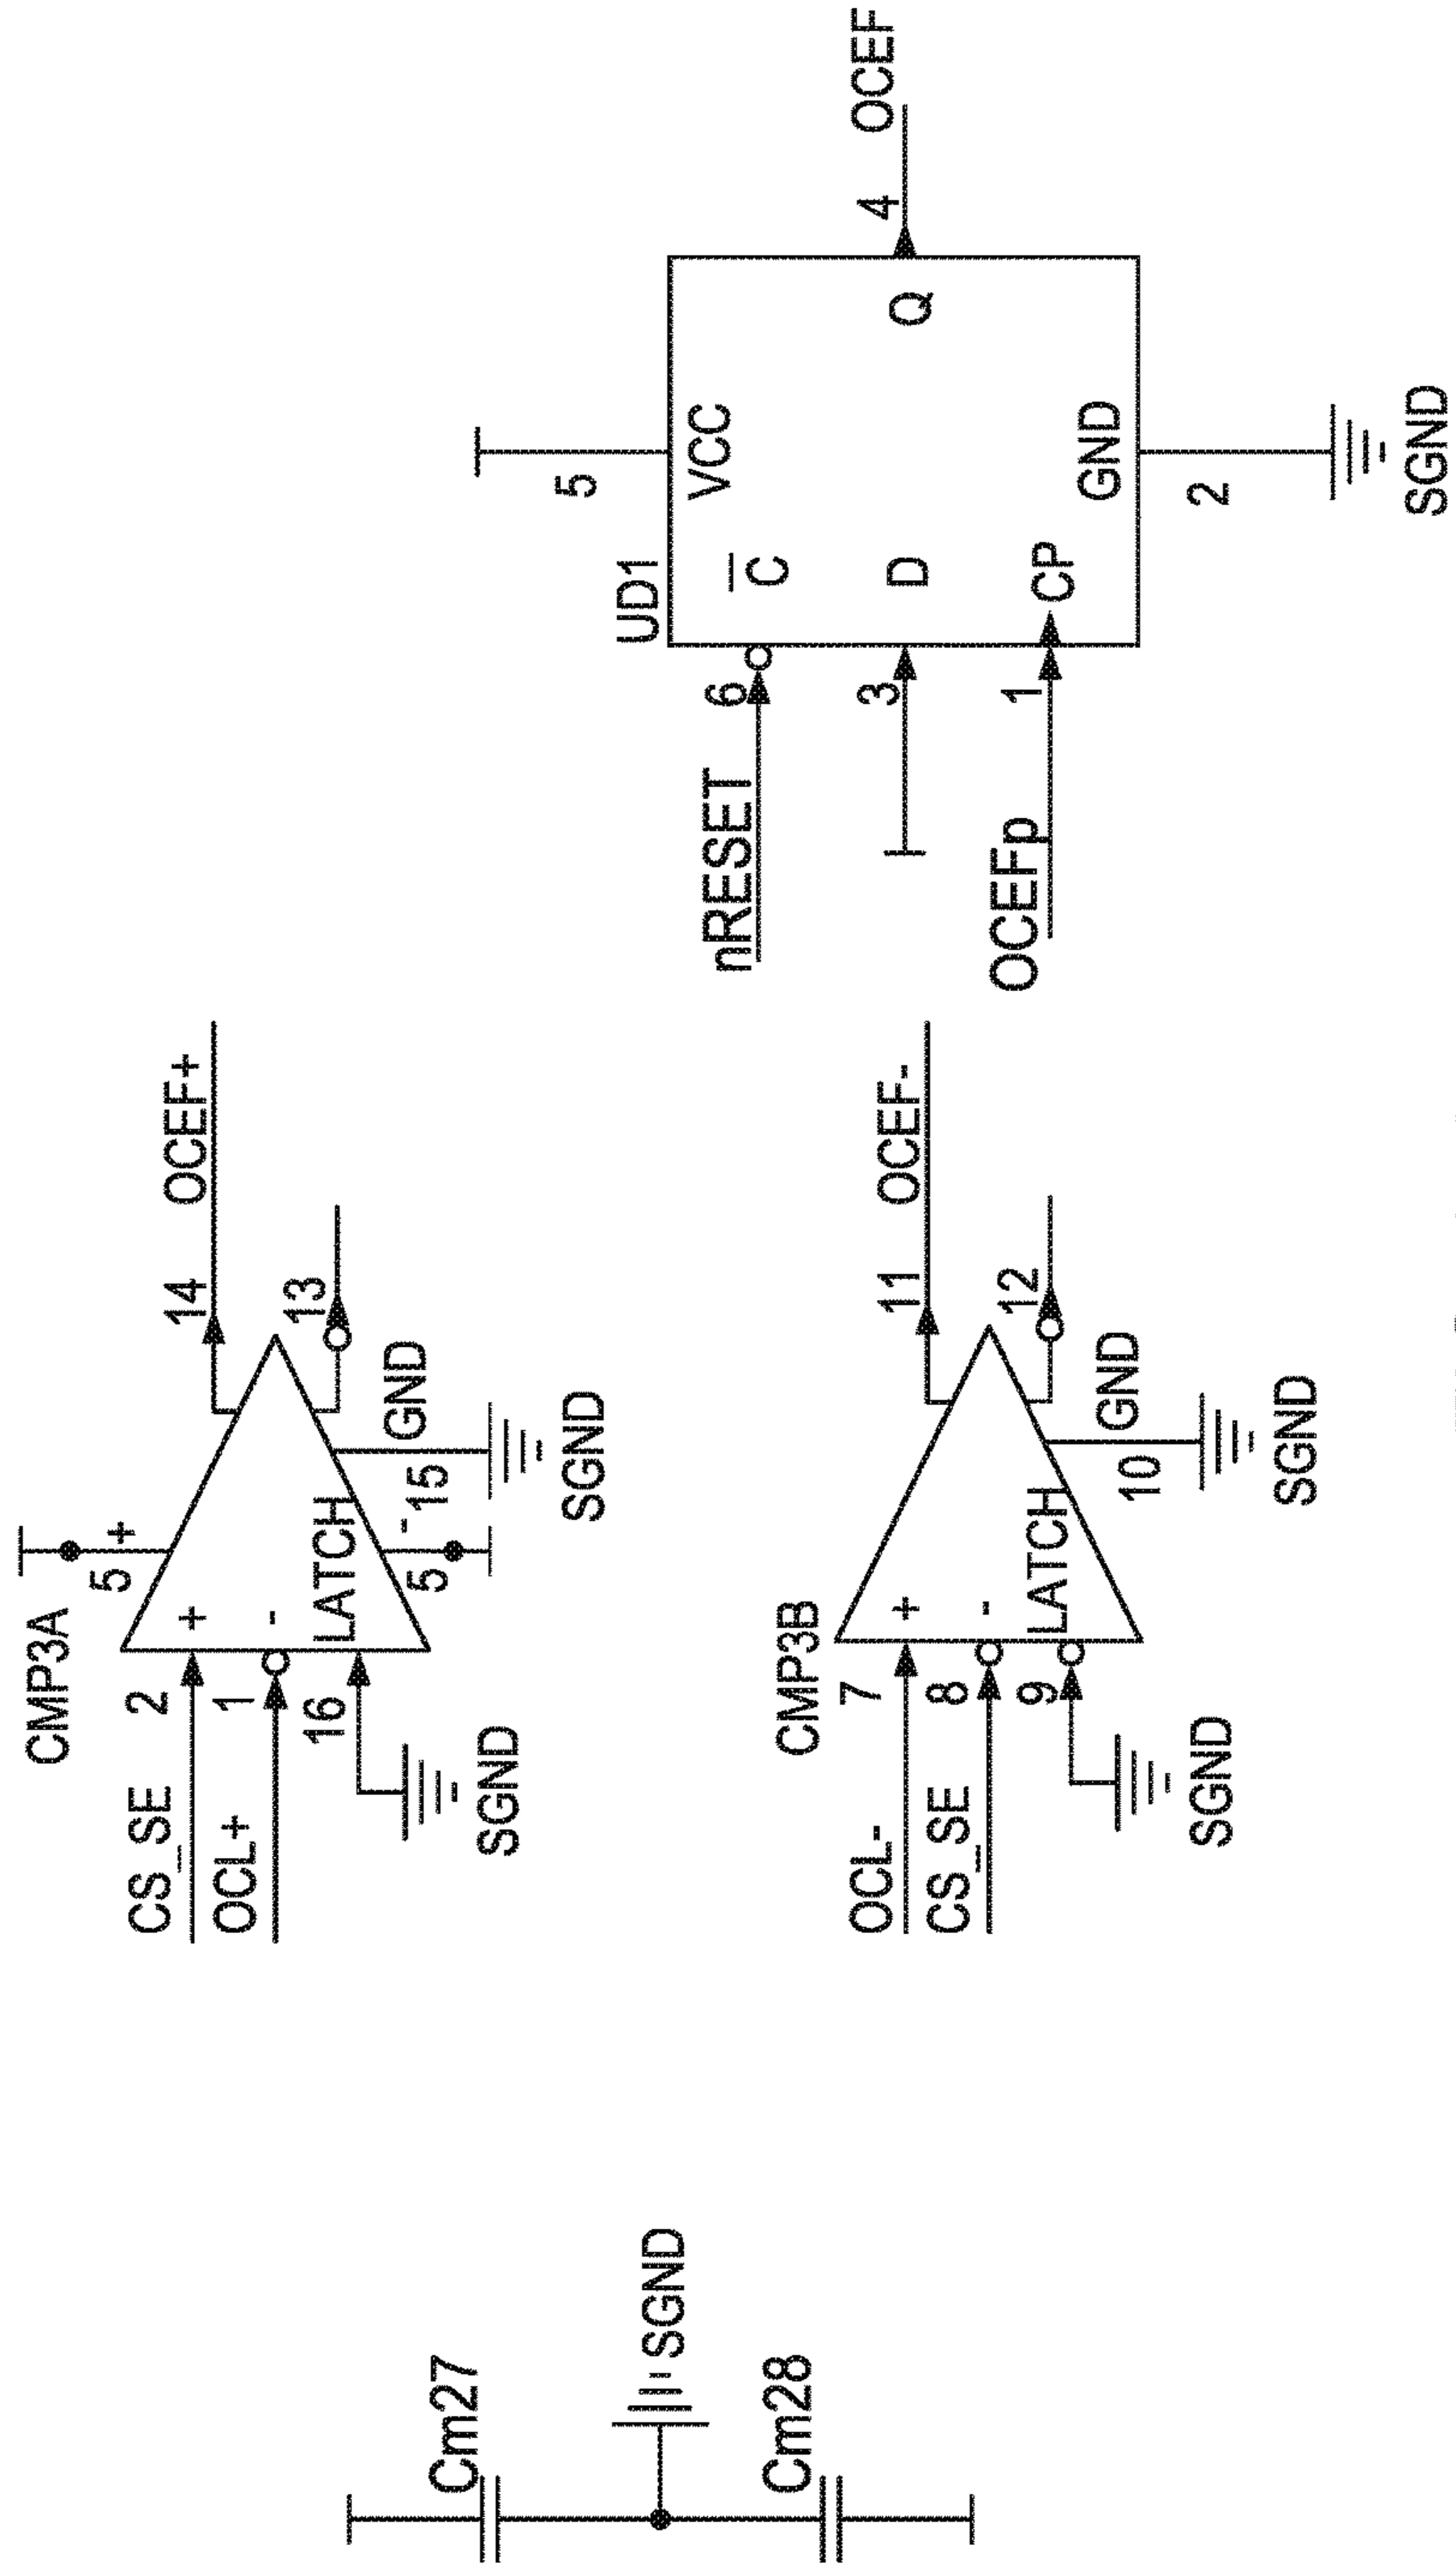 Cm27
SGND
Cm28
CMP3A
CS_SE
2
+
5
+
14
OCEF+
OCL+
1
-
13
16
LATCH
SGND
5
-
15
GND
SGND
CMP3B
OCL-
7
+
11
OCEF-
CS_SE
8
-
12
9
LATCH
SGND
10
GND
SGND
UD1
nRESET
6
C
5
VCC
3
D
Q
4
OCEF
OCEFp
1
CP
GND
2
SGND